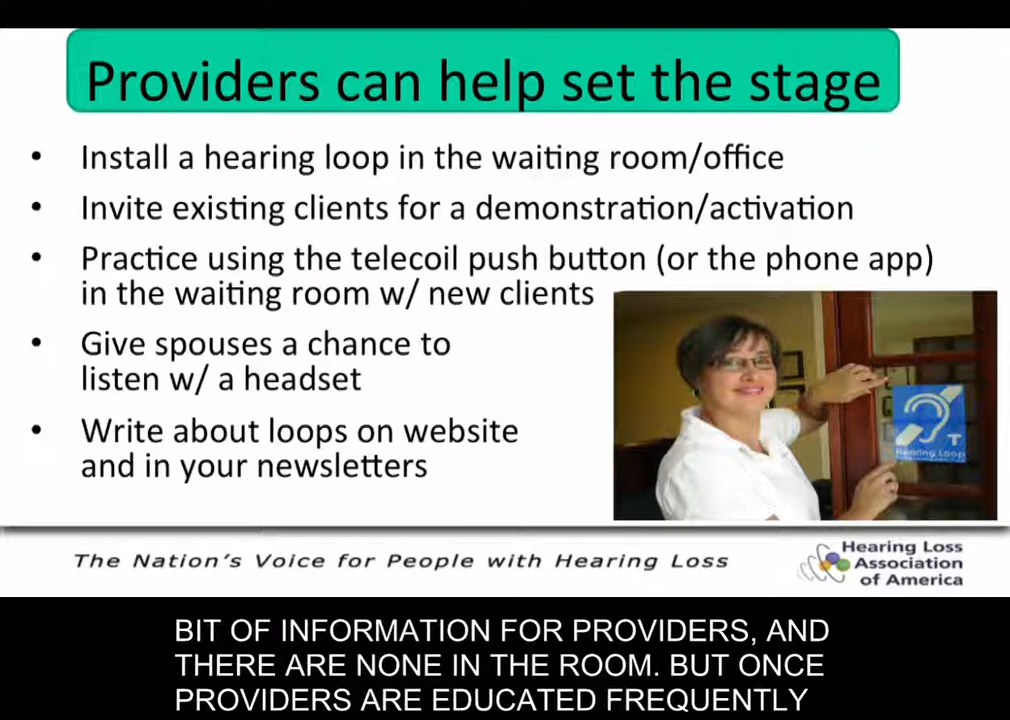 Providers can help set the stage
• Install a hearing loop in the waiting room/office
• Invite existing clients for a demonstration/activation
• Practice using the telecoil push button (or the phone app)
in the waiting room w/ new clients
• Give spouses a chance to
listen w/ a headset
• Write about loops on website
and in your newsletters
T
Hearing Loop
The Nation's Voice for People with Hearing Loss
Hearing Loss
Association
of America
BIT OF INFORMATION FOR PROVIDERS, AND
THERE ARE NONE IN THE ROOM. BUT ONCE
PROVIDERS ARE EDUCATED FREQUENTLY